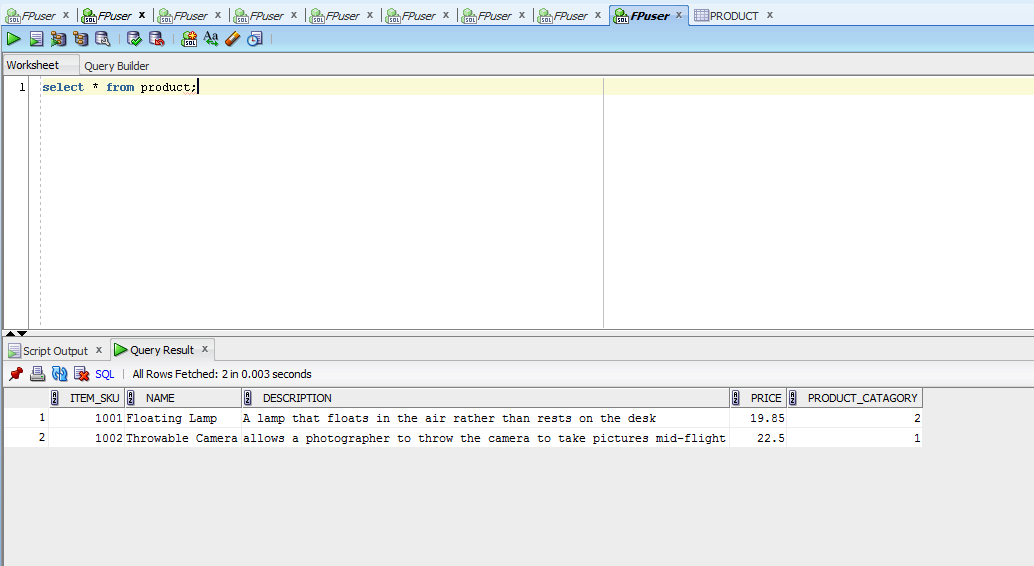 FPuser x FPuser x FPuser x FPuser x FPuser x FPuser x FPuser x FPuser x FPuser x PRODUCT x
Worksheet Query Builder
1 select * from product;
Script Output x Query Result x
SQL | All Rows Fetched: 2 in 0.003 seconds
ITEM_SKU NAME DESCRIPTION PRICE PRODUCT_CATAGORY
1 1001 Floating Lamp A lamp that floats in the air rather than rests on the desk 19.85 2
2 1002 Throwable Camera allows a photographer to throw the camera to take pictures mid-flight 22.5 1